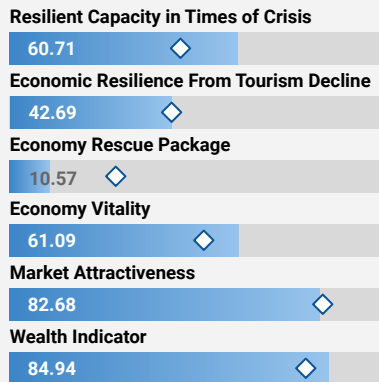 Resilient Capacity in Times of Crisis
60.71
Economic Resilience From Tourism Decline
42.69
Economy Rescue Package
10.57
Economy Vitality
61.09
Market Attractiveness
82.68
Wealth Indicator
84.94